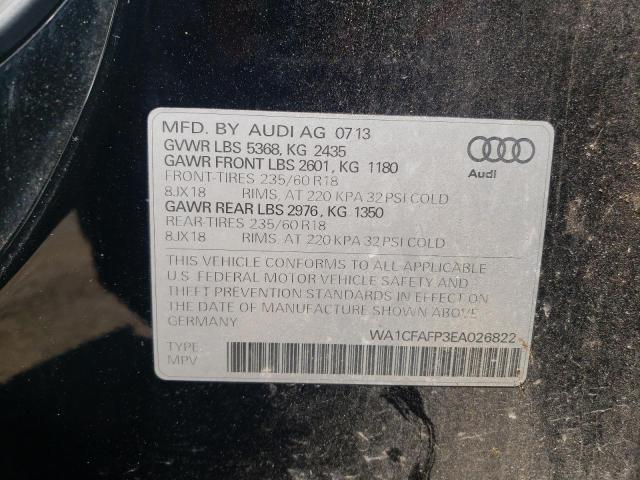 MFD. BY AUDI AG 0713
GVWR LBS 5368, KG 2435
GAWR FRONT LBS 2601, KG 1180
FRONT-TIRES 235/60 R18
8JX18 RIMS, AT 220 KPA 32 PSI COLD
GAWR REAR LBS 2976, KG 1350
REAR-TIRES 235/60 R18
8JX18 RIMS, AT 220 KPA 32 PSI COLD
Audi
THIS VEHICLE CONFORMS TO ALL APPLICABLE
U.S. FEDERAL MOTOR VEHICLE SAFETY AND
THEFT PREVENTION STANDARDS IN EFFECT ON
THE DATE OF MANUFACTURE SHOWN ABOVE
MADE IN GERMANY
WA1CFAFP3EA026822
TYPE:
MPV